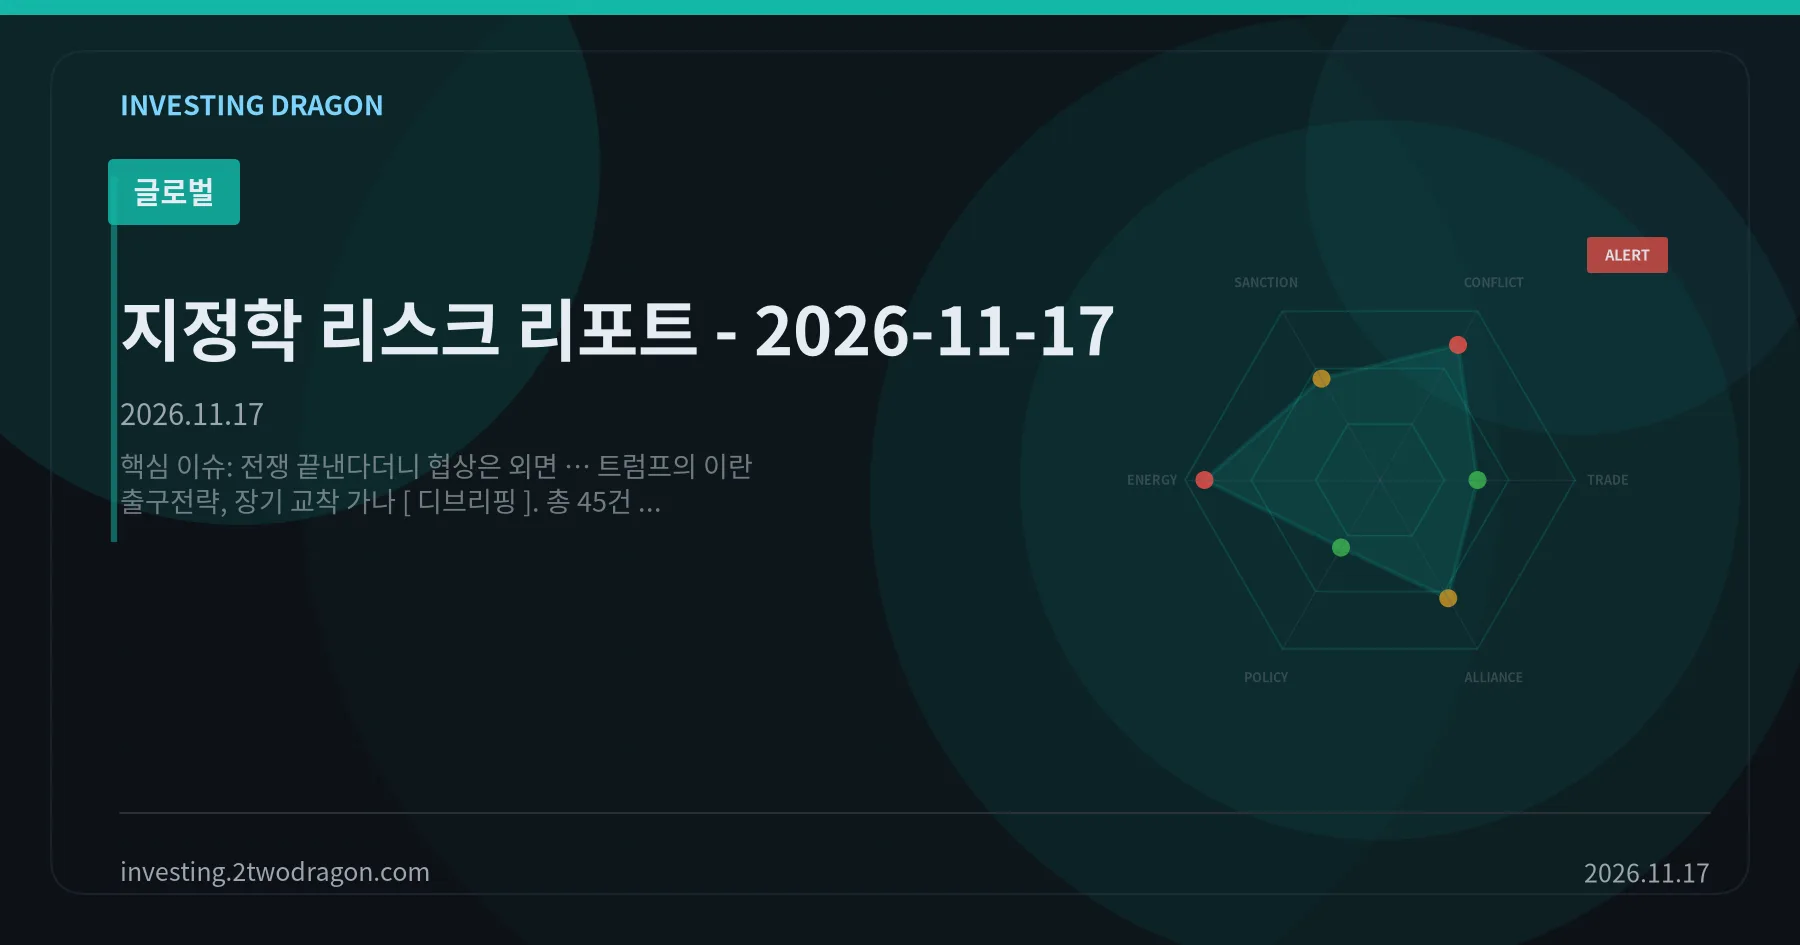 INVESTING DRAGON
글로벌
지정학 리스크 리포트 - 2026-11-17
2026.11.17
핵심 이슈: 전쟁 끝낸다더니 협상은 외면 … 트럼프의 이란
출구전략, 장기 교착 가나 [ 디브리핑 ]. 총 45건 ...
ALERT
SANCTION
CONFLICT
ENERGY
TRADE
POLICY
ALLIANCE
investing.2twodragon.com
2026.11.17